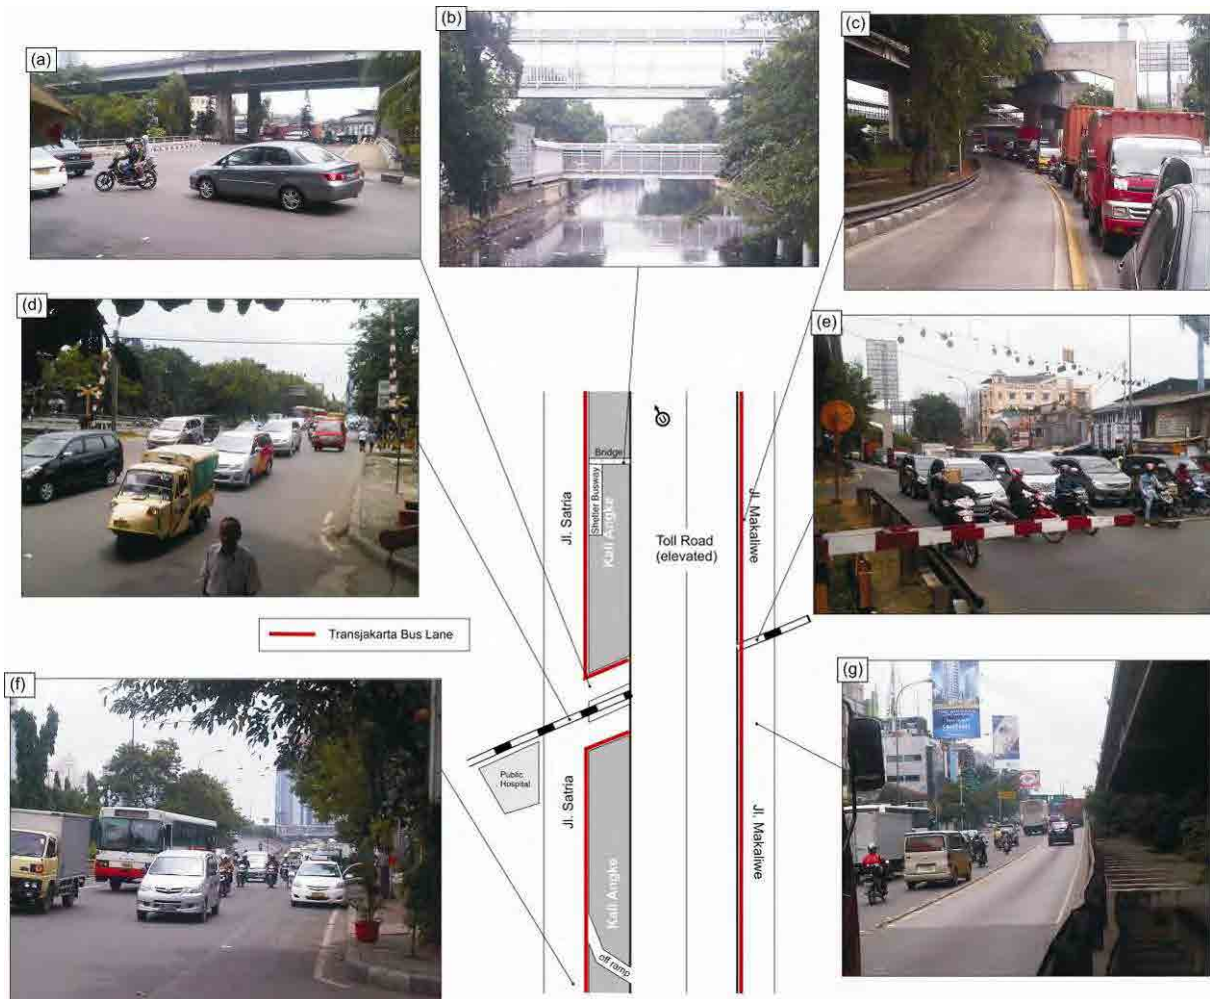 (a)
(b)
(c)
(d)
(e)
Bridge
Jl. Satria
Shelter Busway
Kali Angke
Toll Road
(elevated)
Jl. Makaliwe
Transjakarta Bus Lane
(f)
(g)
Public
Hospital
Jl. Satria
Kali Angke
Jl. Makaliwe
off ramp